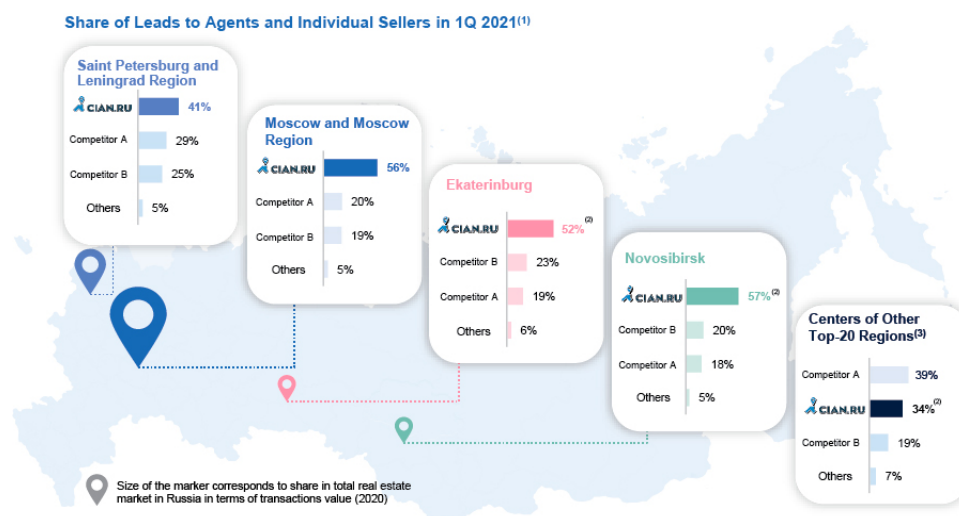 Share of Leads to Agents and Individual Sellers in 1Q 2021(1)
Saint Petersburg and
Leningrad Region
CIAN.RU 41%
Competitor A 29%
Competitor B 25%
Others 5%
Moscow and Moscow
Region
CIAN.RU 56%
Competitor A 20%
Competitor B 19%
Others 5%
Ekaterinburg
CIAN.RU 52%(2)
Competitor B 23%
Competitor A 19%
Others 6%
Novosibirsk
CIAN.RU 57%(2)
Competitor B 20%
Competitor A 18%
Others 5%
Centers of Other
Top-20 Regions(3)
Competitor A 39%
CIAN.RU 34%(2)
Competitor B 19%
Others 7%
Size of the marker corresponds to share in total real estate
market in Russia in terms of transactions value (2020)